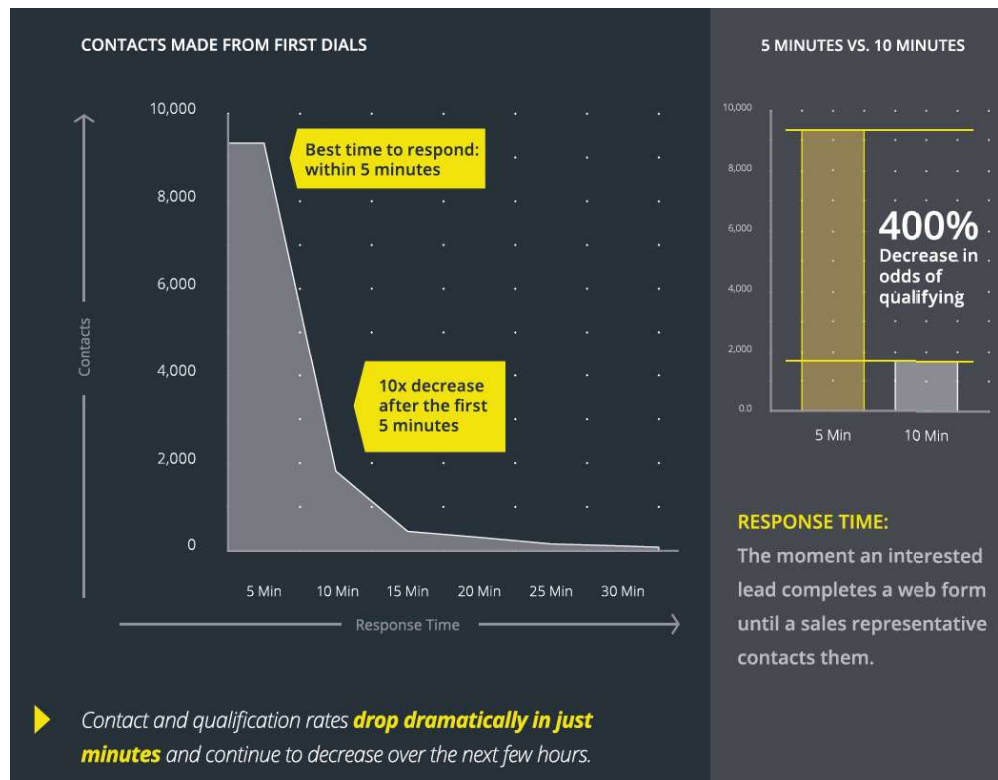 CONTACTS MADE FROM FIRST DIALS
10,000
8,000
6,000
4,000
2,000
0
Contacts
Best time to respond:
within 5 minutes
10x decrease
after the first
5 minutes
5 Min 10 Min 15 Min 20 Min 25 Min 30 Min
Response Time
Contact and qualification rates drop dramatically in just
minutes and continue to decrease over the next few hours.
5 MINUTES VS. 10 MINUTES
10,000
8,000
6,000
4,000
2,000
0.0
400%
Decrease in
odds of
qualifying
5 Min 10 Min
RESPONSE TIME:
The moment an interested
lead completes a web form
until a sales representative
contacts them.